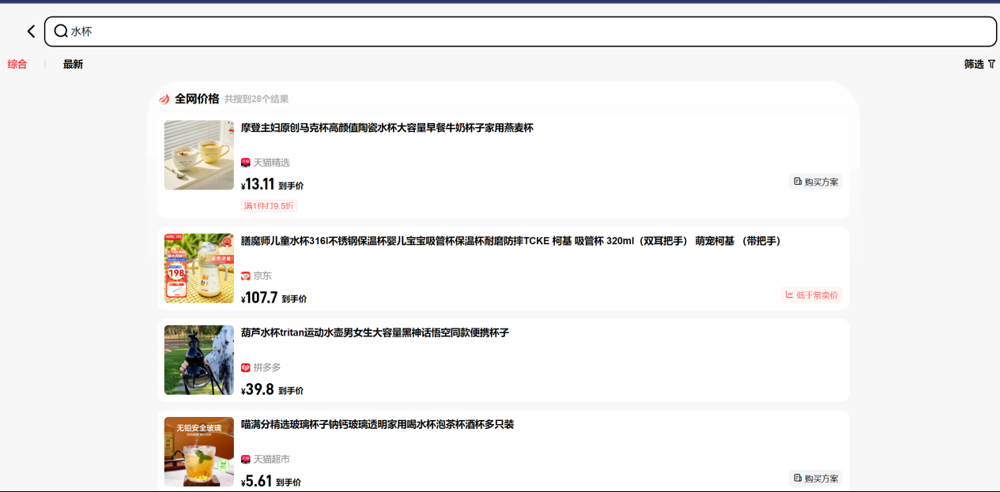 水杯
综合
最新
筛选
全网价格 共搜到28个结果
摩登主妇原创马克杯高颜值陶瓷水杯大容量早餐牛奶杯子家用燕麦杯
天猫精选
¥13.11 到手价
购买方案
满1件打9.5折
膳魔师儿童水杯316l不锈钢保温杯婴儿宝宝吸管杯保温杯耐磨防摔TCKE 柯基 吸管杯 320ml（双耳把手） 萌宠柯基 （带把手）
198
京东
¥107.7 到手价
低于常卖价
葫芦水杯tritan运动水壶男女生大容量黑神话悟空同款便携杯子
拼多多
¥39.8 到手价
喵满分精选玻璃杯子钠钙玻璃透明家用喝水杯泡茶杯酒杯多只装
无铅安全玻璃
天猫超市
¥5.61 到手价
购买方案